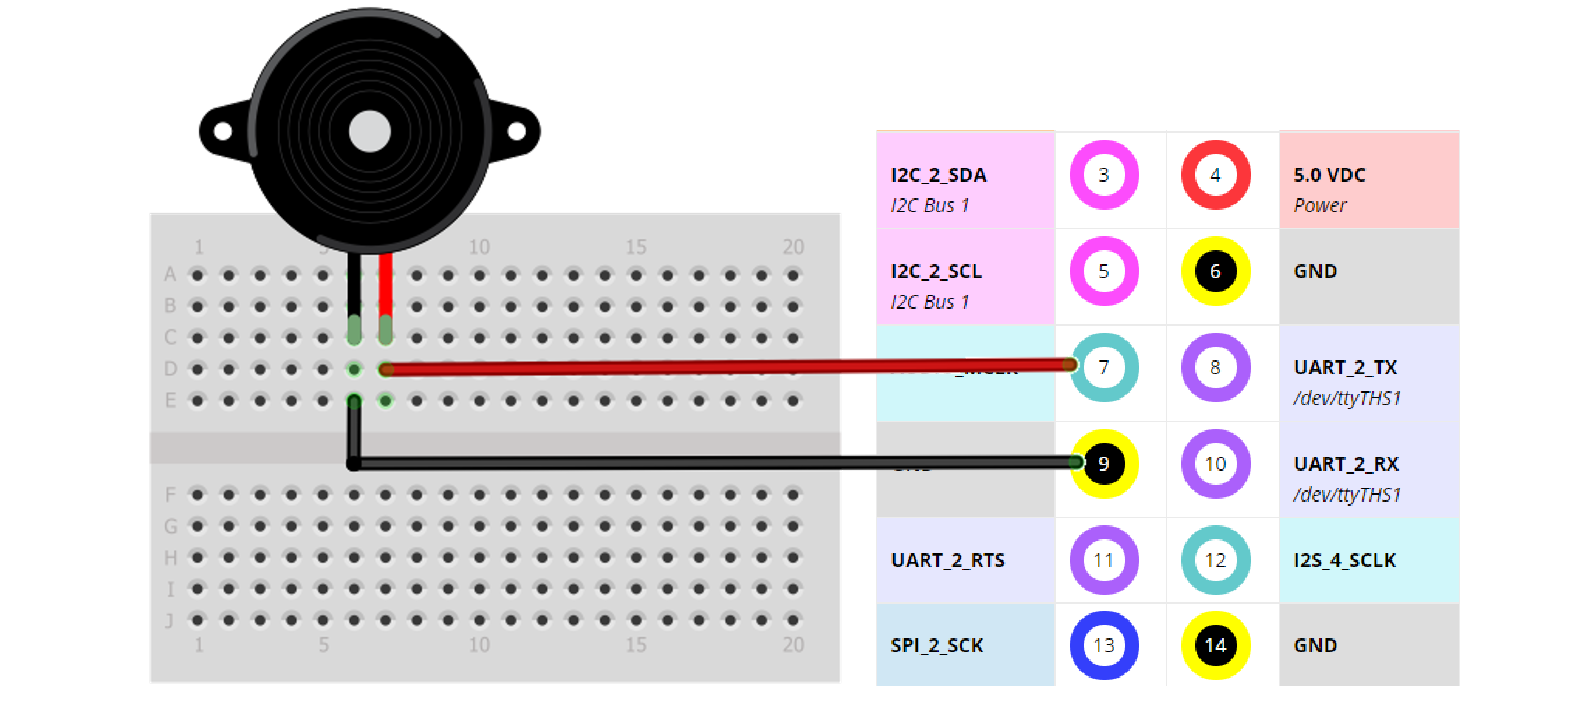 1 10 15 20
A
B
C
D
E
F
G
H
I
J
1 5 10 15 20
I2C_2_SDA
I2C Bus 1
3 4
5.0 VDC
Power
I2C_2_SCL
I2C Bus 1
5 6
GND
7 8
UART_2_TX
/dev/ttyTHS1
9 10
UART_2_RX
/dev/ttyTHS1
UART_2_RTS
11 12
I2S_4_SCLK
SPI_2_SCK
13 14
GND